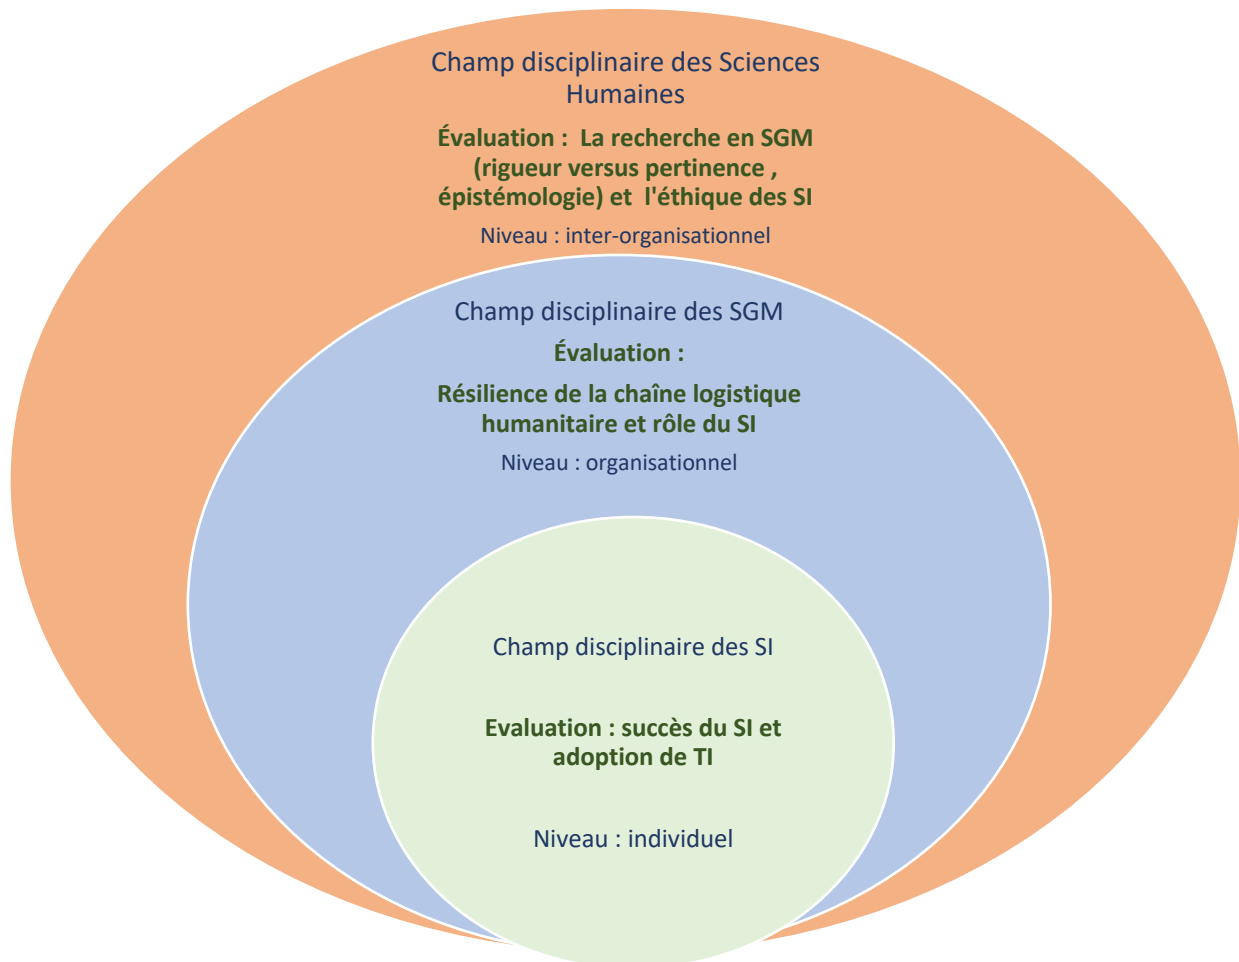 Champ disciplinaire des Sciences
Humaines
Évaluation :  La recherche en SGM
(rigueur versus pertinence ,
épistémologie) et  l'éthique des SI
Niveau : inter-organisationnel
Champ disciplinaire des SGM
Évaluation :
Résilience de la chaîne logistique
humanitaire et rôle du SI
Niveau : organisationnel
Champ disciplinaire des SI
Evaluation : succès du SI et
adoption de TI
Niveau : individuel